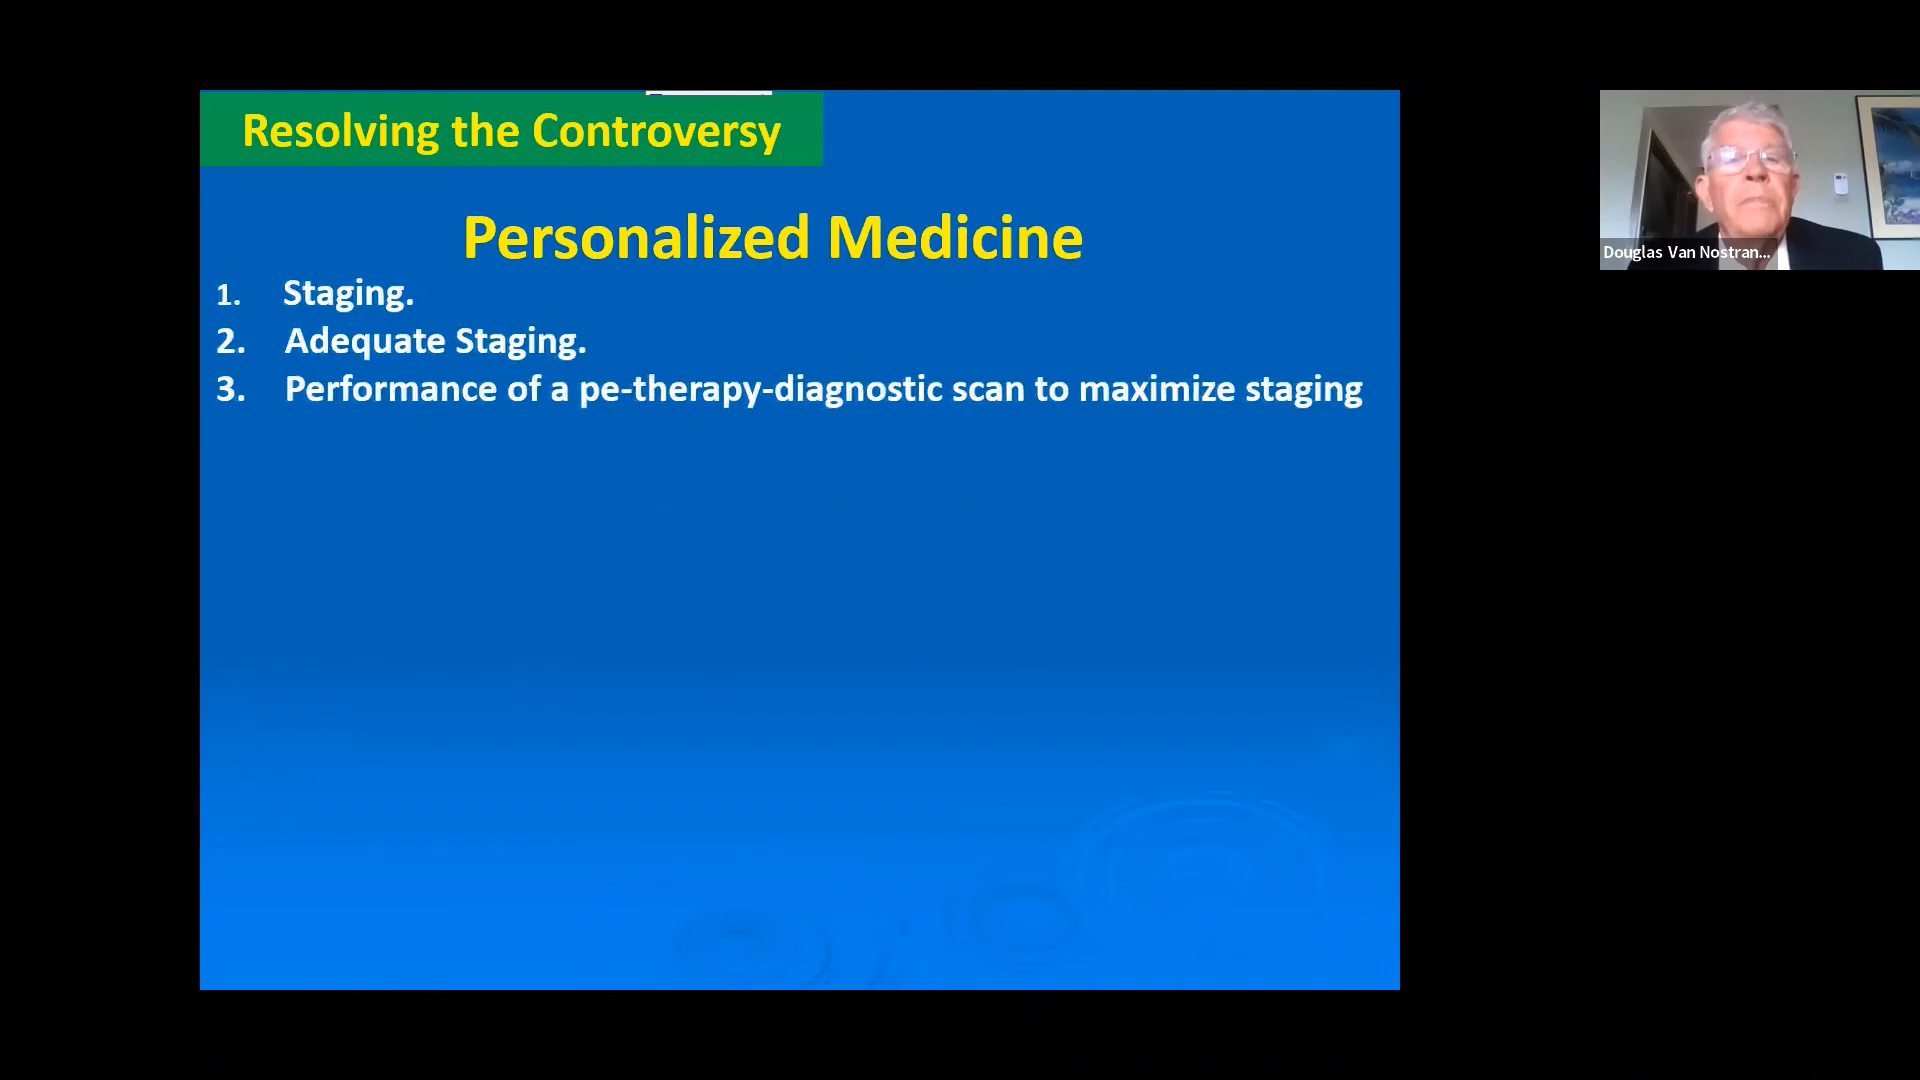 Resolving the Controversy
Personalized Medicine
1. Staging.
2. Adequate Staging.
3. Performance of a pe-therapy-diagnostic scan to maximize staging
Douglas Van Nostran...